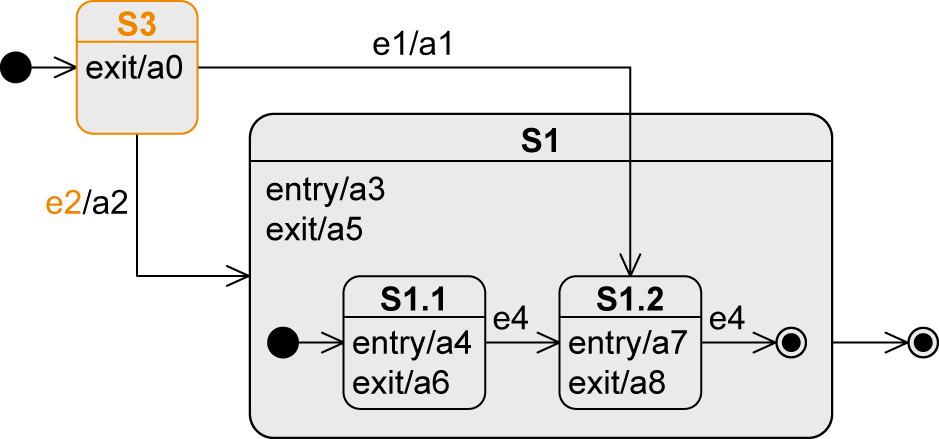 S3
exit/a0
e1/a1
e2/a2
S1
entry/a3
exit/a5
S1.1
entry/a4
exit/a6
e4
S1.2
entry/a7
exit/a8
e4